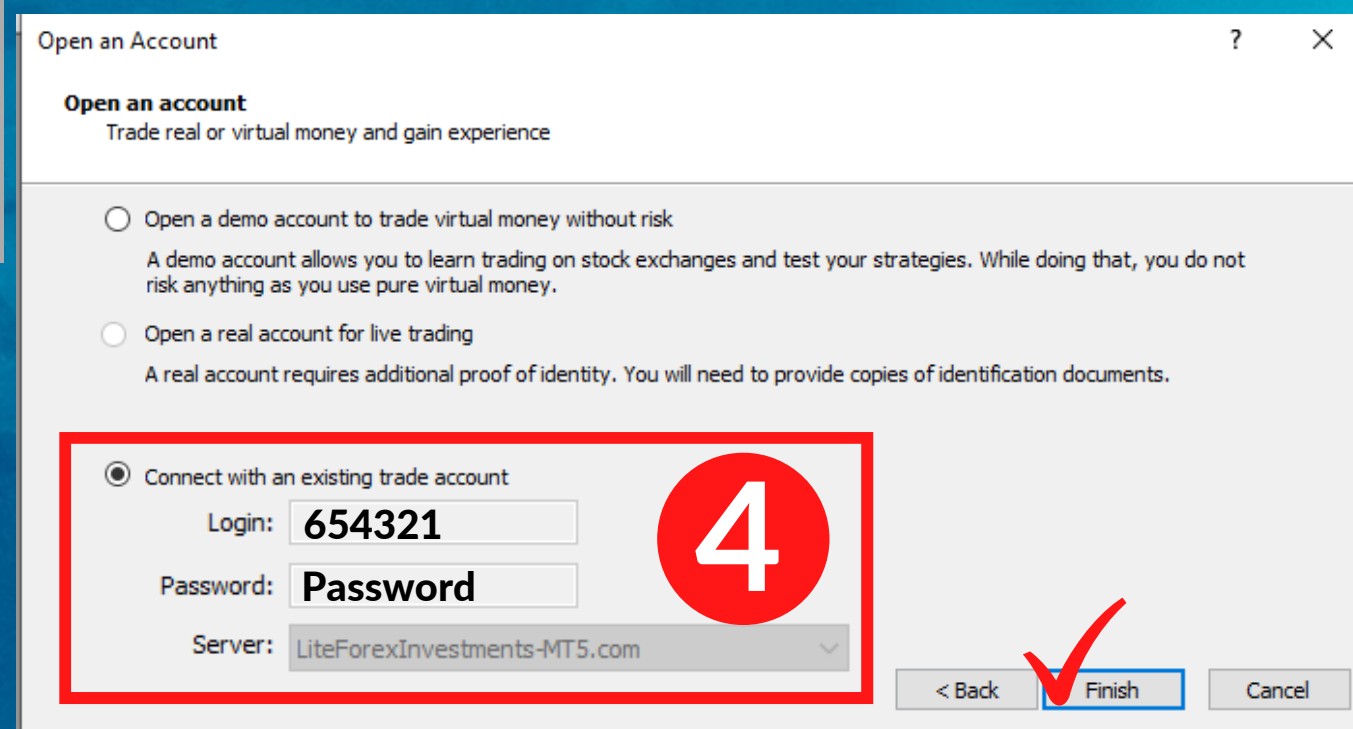 Open an Account
?
Open an account
Trade real or virtual money and gain experience
Open a demo account to trade virtual money without risk
A demo account allows you to learn trading on stock exchanges and test your strategies. While doing that, you do not
risk anything as you use pure virtual money.
Open a real account for live trading
A real account requires additional proof of identity. You will need to provide copies of identification documents.
Connect with an existing trade account
Login: 654321
4
Password: Password
Server: LiteForexInvestments-MT5.com
< Back Finish Cancel